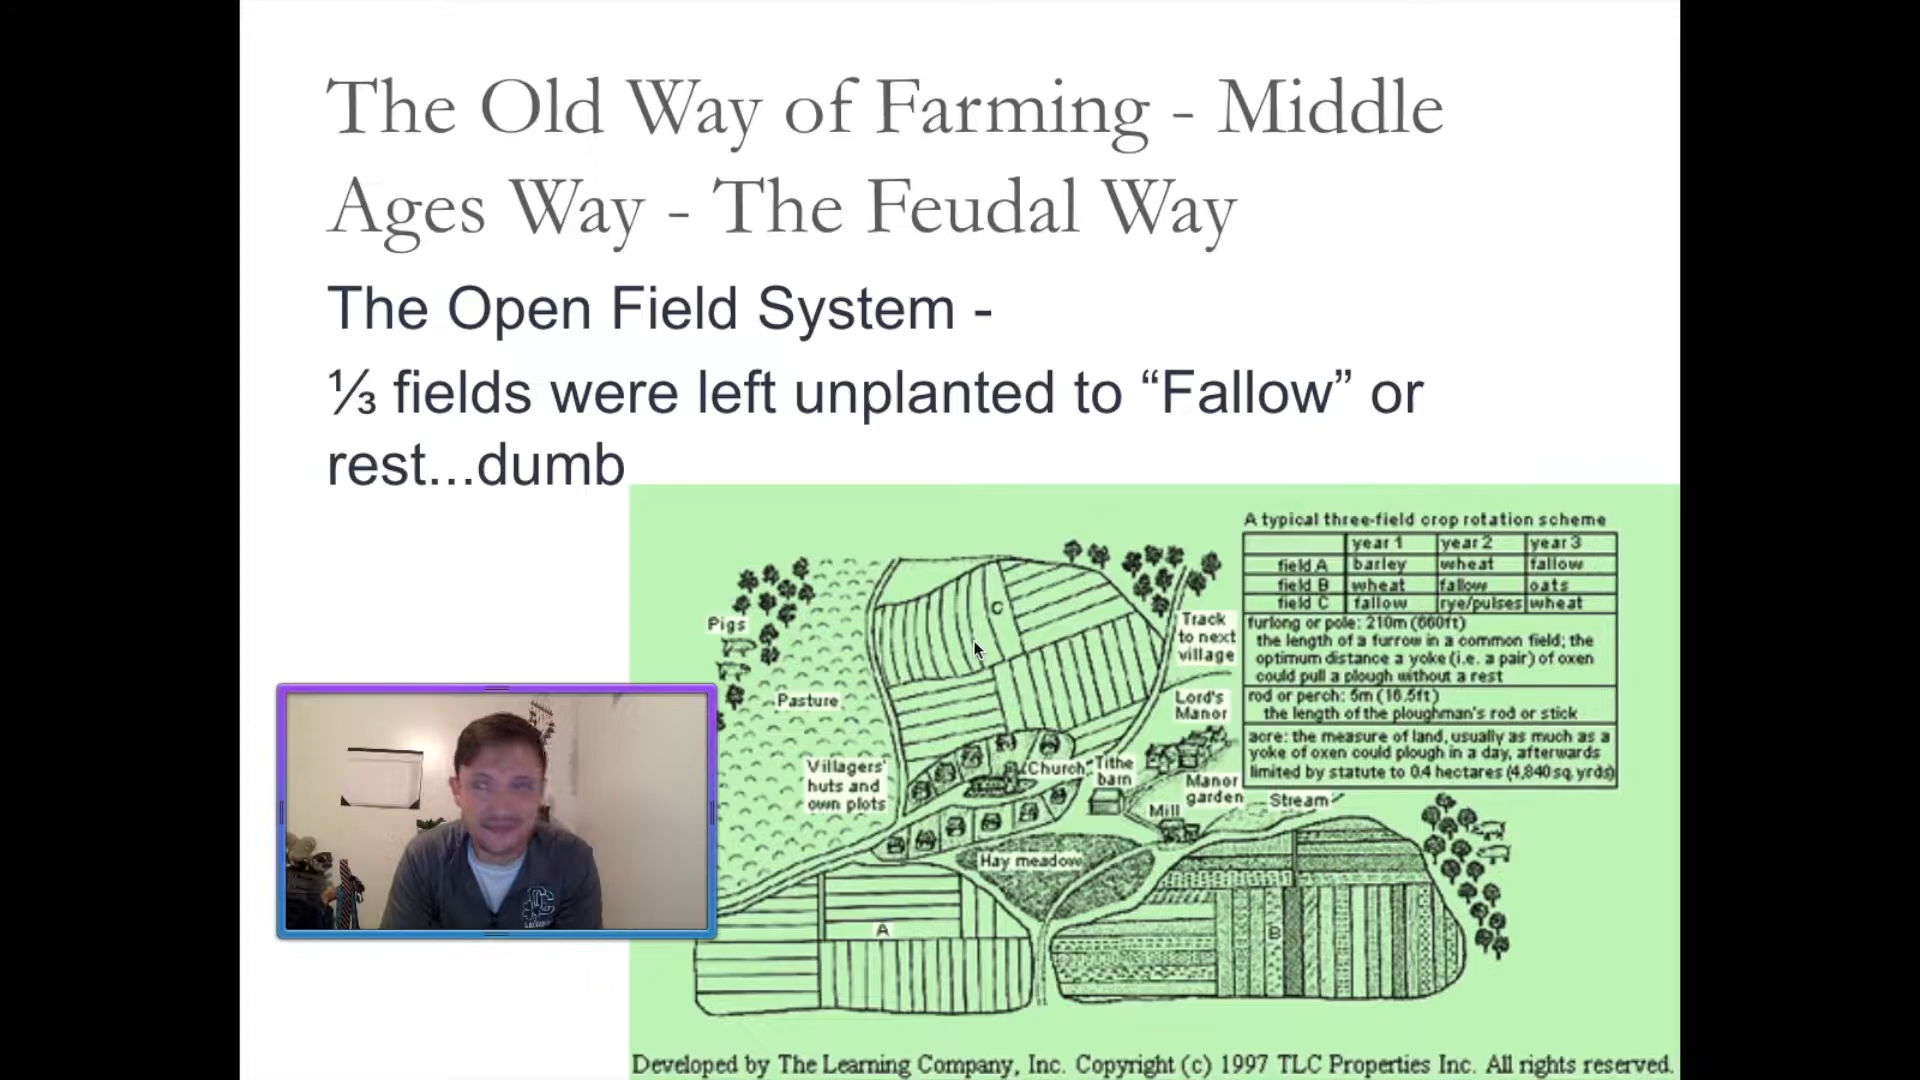 The Old Way of Farming - Middle
Ages Way - The Feudal Way
The Open Field System -
⅓ fields were left unplanted to “Fallow” or
rest...dumb
A typical three-field crop rotation scheme
year 1 year 2 year 3
field A barley wheat fallow
field B wheat fallow oats
field C fallow rye/pulses wheat
furlong or pole: 210m (660ft)
the length of a furrow in a common field; the
optimum distance a yoke (i.e. a pair) of oxen
could pull a plough without a rest
rod or perch: 5m (16.5ft)
the length of the ploughman's rod or stick
acre: the measure of land, usually as much as a
yoke of oxen could plough in a day, afterwards
limited by statute to 0.4 hectares (4,840 sq. yrds)
C
Pigs
Track
to next
village
Pasture
Lord's
Manor
Villagers'
huts and
own plots
Church
Tithe
barn
Manor
garden
Stream
Mill
Hay meadow
A
B
Developed by The Learning Company, Inc. Copyright (c) 1997 TLC Properties Inc. All rights reserved.